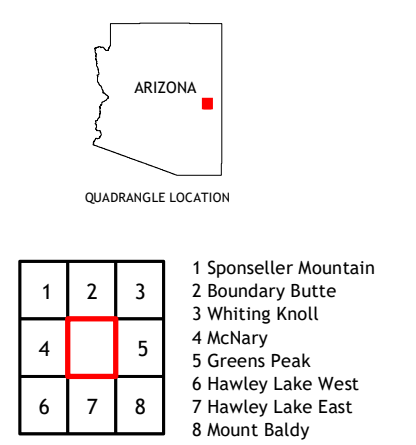 ARIZONA
QUADRANGLE LOCATION
1 2 3
4 5
6 7 8
1 Sponseller Mountain
2 Boundary Butte
3 Whiting Knoll
4 McNary
5 Greens Peak
6 Hawley Lake West
7 Hawley Lake East
8 Mount Baldy